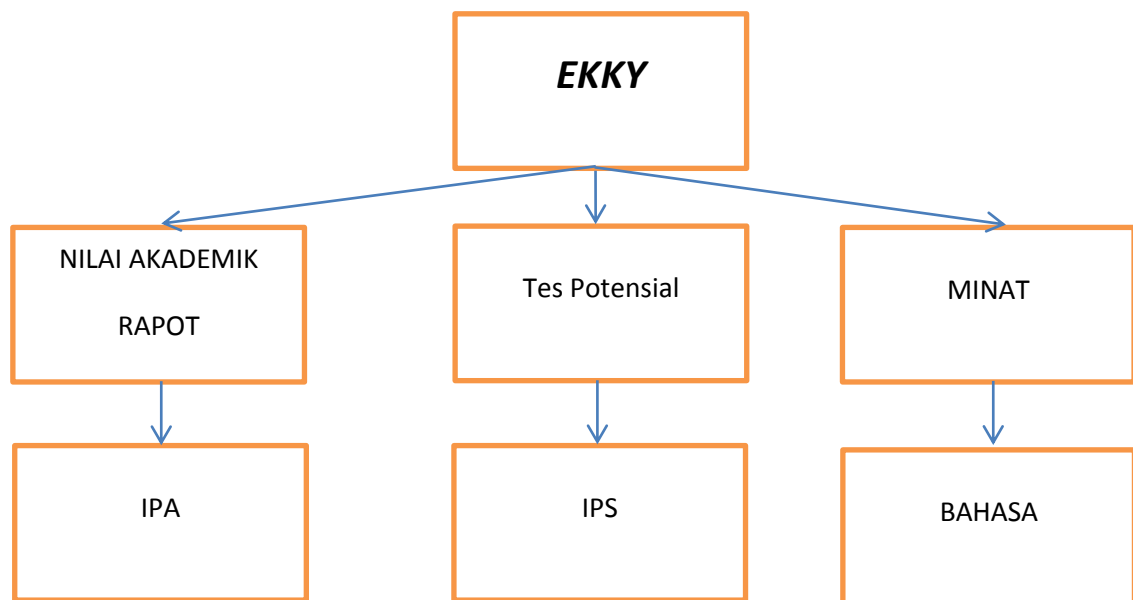 EKKY
NILAI AKADEMIK
RAPOT
Tes Potensial
MINAT
IPA
IPS
BAHASA